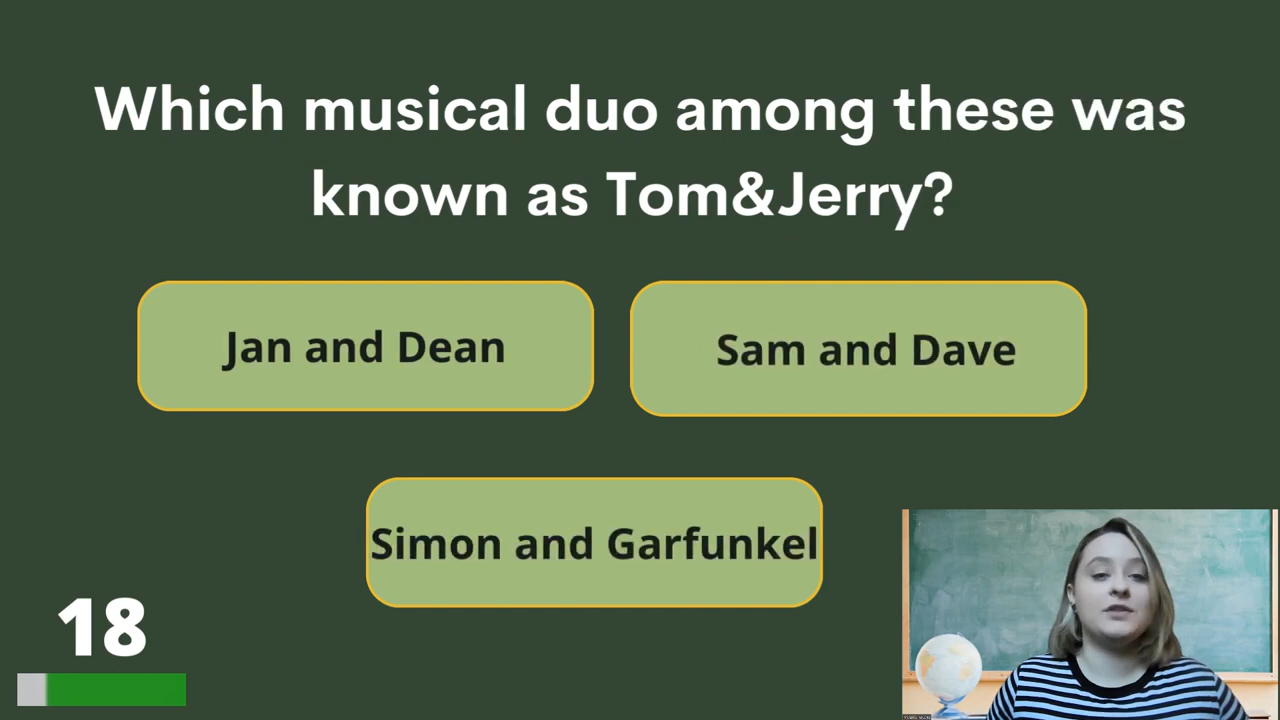 Which musical duo among these was
known as Tom&Jerry?
Jan and Dean
Sam and Dave
Simon and Garfunkel
18